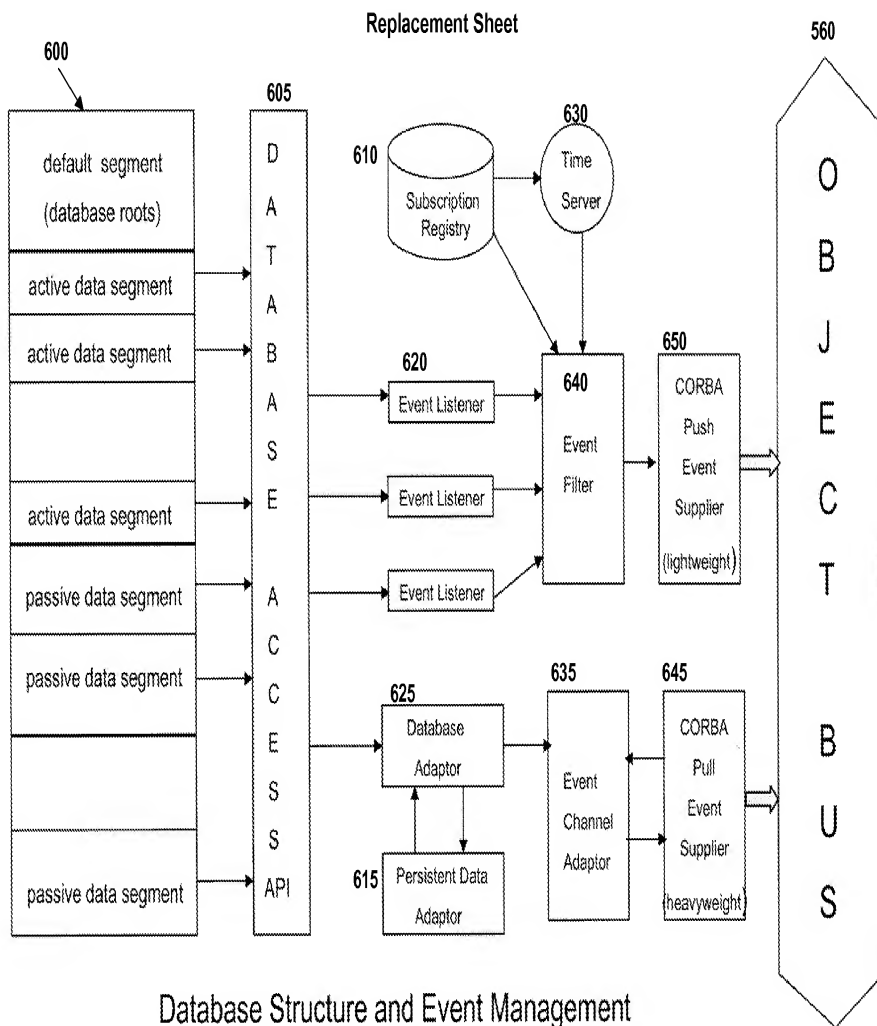 Replacement Sheet
600
605
610
630
560
default segment
(database roots)
active data segment
active data segment
active data segment
passive data segment
passive data segment
passive data segment
D
A
T
A
B
A
S
E
A
C
C
E
S
S
API
Subscription
Registry
Time
Server
620
Event Listener
Event Listener
Event Listener
640
Event
Filter
650
CORBA
Push
Event
Supplier
(lightweight)
625
Database
Adaptor
615
Persistent Data
Adaptor
635
Event
Channel
Adaptor
645
CORBA
Pull
Event
Supplier
(heavyweight)
O
B
J
E
C
T
B
U
S
Database Structure and Event Management